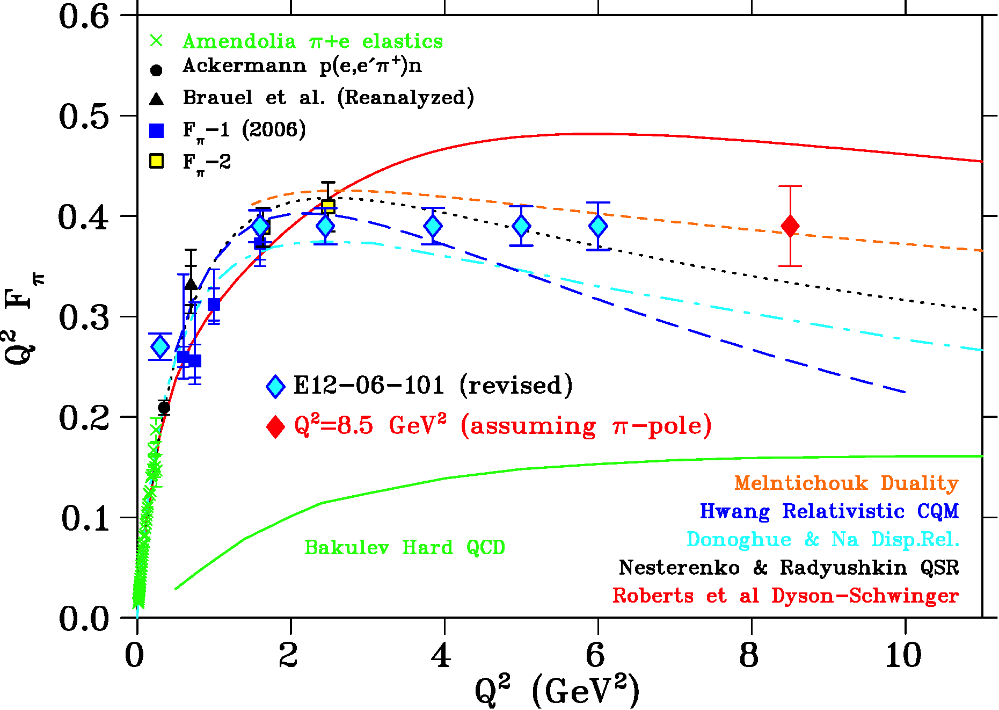 0.6
0.5
0.4
0.3
0.2
0.1
0.0
Q² F_π
× Amendolia π+e elastics
Ackermann p(e,e′π⁺)n
Brauel et al. (Reanalyzed)
F_π−1 (2006)
F_π−2
E12−06−101 (revised)
Q²=8.5 GeV² (assuming π−pole)
Bakulev Hard QCD
Melntichouk Duality
Hwang Relativistic CQM
Donoghue & Na Disp.Rel.
Nesterenko & Radyushkin QSR
Roberts et al Dyson−Schwinger
0 2 4 6 8 10
Q² (GeV²)